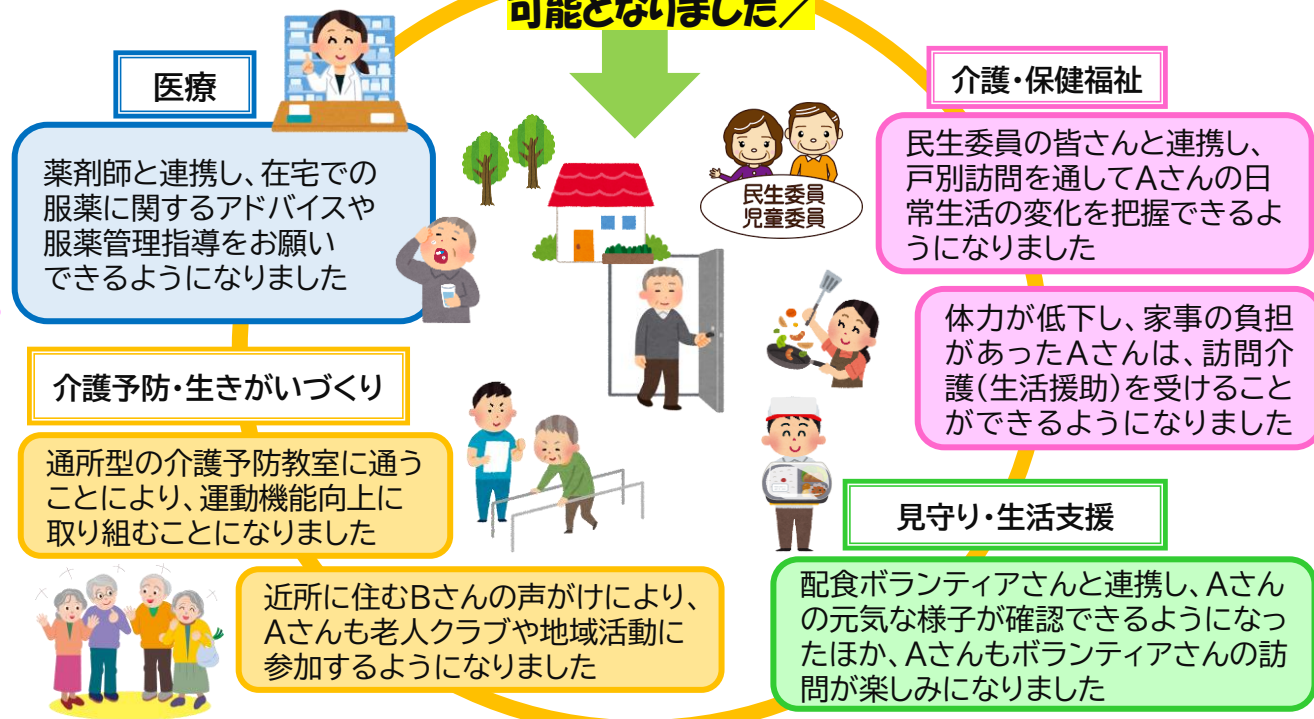 可能となりました／
医療
薬剤師と連携し、在宅での
服薬に関するアドバイスや
服薬管理指導をお願い
できるようになりました
介護予防・生きがいづくり
通所型の介護予防教室に通う
ことにより、運動機能向上に
取り組むことになりました
近所に住むBさんの声がけにより、
Aさんも老人クラブや地域活動に
参加するようになりました
民生委員
児童委員
介護・保健福祉
民生委員の皆さんと連携し、
戸別訪問を通してAさんの日
常生活の変化を把握できるよ
うになりました
体力が低下し、家事の負担
があったAさんは、訪問介
護(生活援助)を受けること
ができるようになりました
見守り・生活支援
配食ボランティアさんと連携し、Aさん
の元気な様子が確認できるようになっ
たほか、Aさんもボランティアさんの訪
問が楽しみになりました